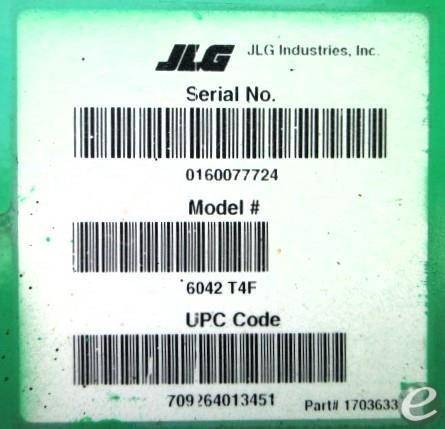 JLG JLG Industries, Inc.
Serial No.
0160077724
Model #
6042 T4F
UPC Code
709264013451 Part# 1703633
e